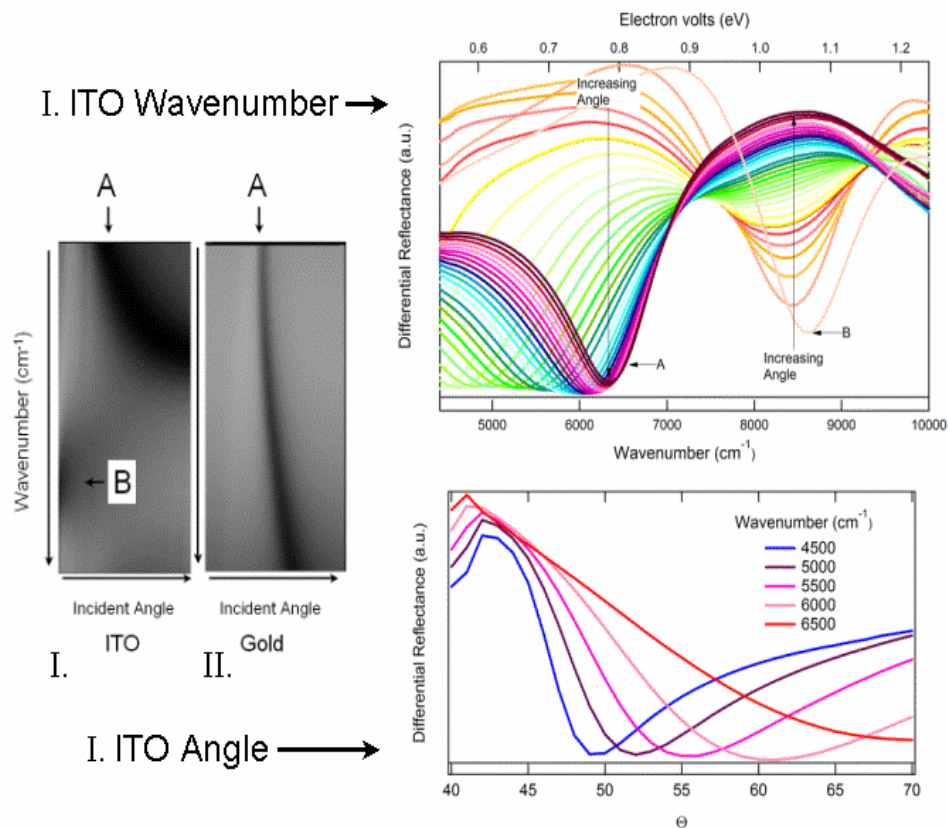 Electron volts (eV)
0.6 0.7 0.8 0.9 1.0 1.1 1.2
I. ITO Wavenumber
Differential Reflectance (a.u.)
Increasing
Angle
A
B
Increasing
Angle
5000 6000 7000 8000 9000 10000
Wavenumber (cm-1)
A A
Wavenumber (cm-1)
B
Incident Angle Incident Angle
ITO Gold
I. II.
I. ITO Angle
Differential Reflectance (a.u.)
Wavenumber (cm-1)
4500
5000
5500
6000
6500
40 45 50 55 60 65 70
Θ